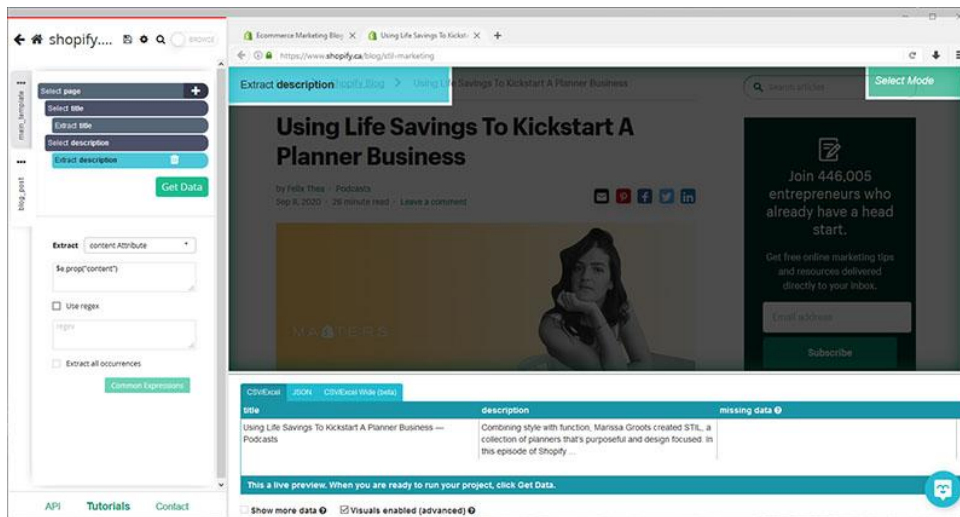 shopify....
BROWSE
main_template
blog_post
Select page
Select title
Extract title
Select description
Extract description
Get Data
Extract content Attribute
$e.prop("content")
Use regex
regex
Extract all occurrences
Common Expressions
API Tutorials Contact
Ecommerce Marketing Blog
Using Life Savings To Kickst
https://www.shopify.ca/blog/stil-marketing
Extract description
Shopify Blog > Using Life Savings To Kickstart A Planner Business
Search articles
Select Mode
Using Life Savings To Kickstart A
Planner Business
by Felix Thea · Podcasts
Sep 8, 2020 · 26 minute read · Leave a comment
MASTERS
Join 446,005
entrepreneurs who
already have a head
start.
Get free online marketing tips
and resources delivered
directly to your inbox.
Email address
Subscribe
CSV/Excel JSON CSV/Excel Wide (beta)
title description missing data
Using Life Savings To Kickstart A Planner Business —
Podcasts
Combining style with function, Marissa Groots created STIL, a
collection of planners that's purposeful and design focused. In
this episode of Shopify ...
This a live preview. When you are ready to run your project, click Get Data.
Show more data Visuals enabled (advanced)